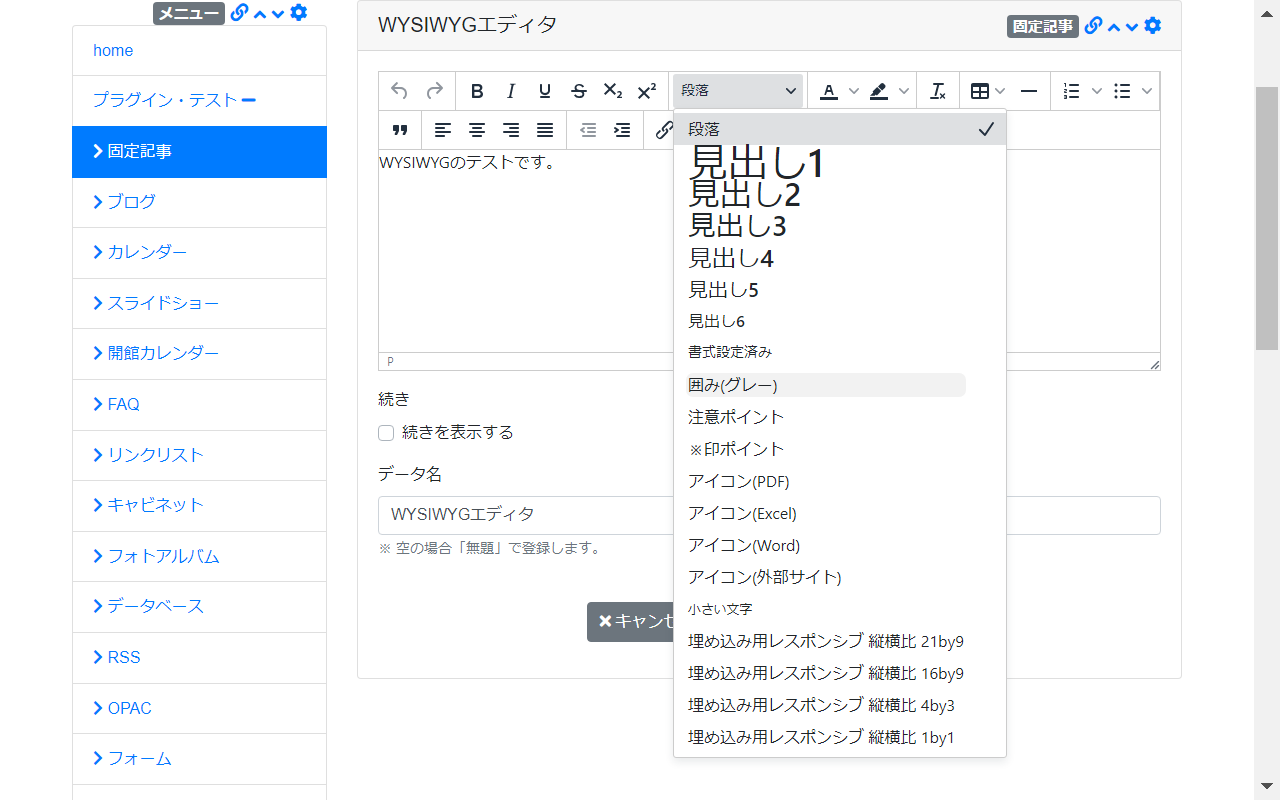 メニュー
home
プラグイン・テスト
固定記事
ブログ
カレンダー
スライドショー
開館カレンダー
FAQ
リンクリスト
キャビネット
フォトアルバム
データベース
RSS
OPAC
フォーム
WYSIWYGエディタ
固定記事
B I U S X₂ X² 段落 A Tx
WYSIWYGのテストです。
P
段落
見出し1
見出し2
見出し3
見出し4
見出し5
見出し6
書式設定済み
囲み(グレー)
注意ポイント
※印ポイント
アイコン(PDF)
アイコン(Excel)
アイコン(Word)
アイコン(外部サイト)
小さい文字
埋め込み用レスポンシブ 縦横比 21by9
埋め込み用レスポンシブ 縦横比 16by9
埋め込み用レスポンシブ 縦横比 4by3
埋め込み用レスポンシブ 縦横比 1by1
続き
続きを表示する
データ名
WYSIWYGエディタ
※ 空の場合「無題」で登録します。
キャンセ